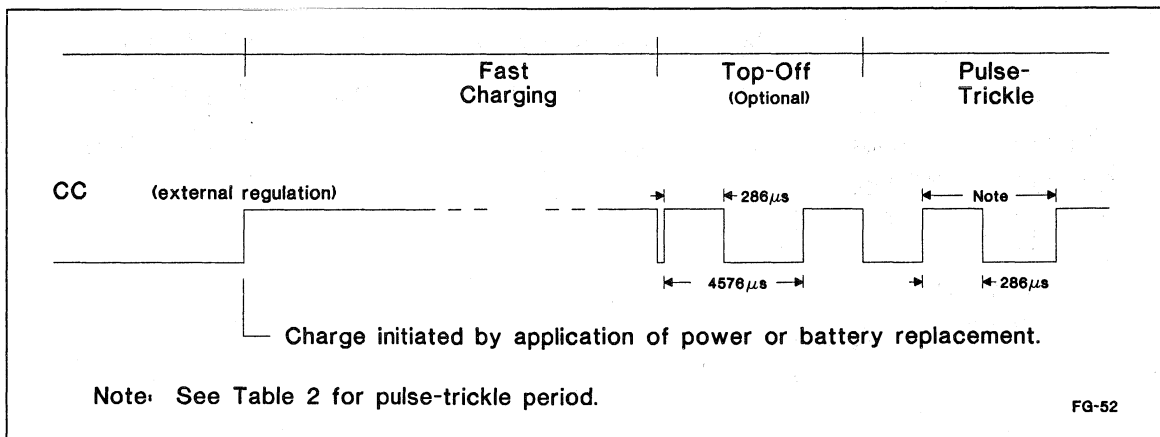 Fast
Charging
Top-Off
(Optional)
Pulse-
Trickle
CC (external regulation)
286µs
Note
4576µs
286µs
Charge initiated by application of power or battery replacement.
Note: See Table 2 for pulse-trickle period.
FG-52